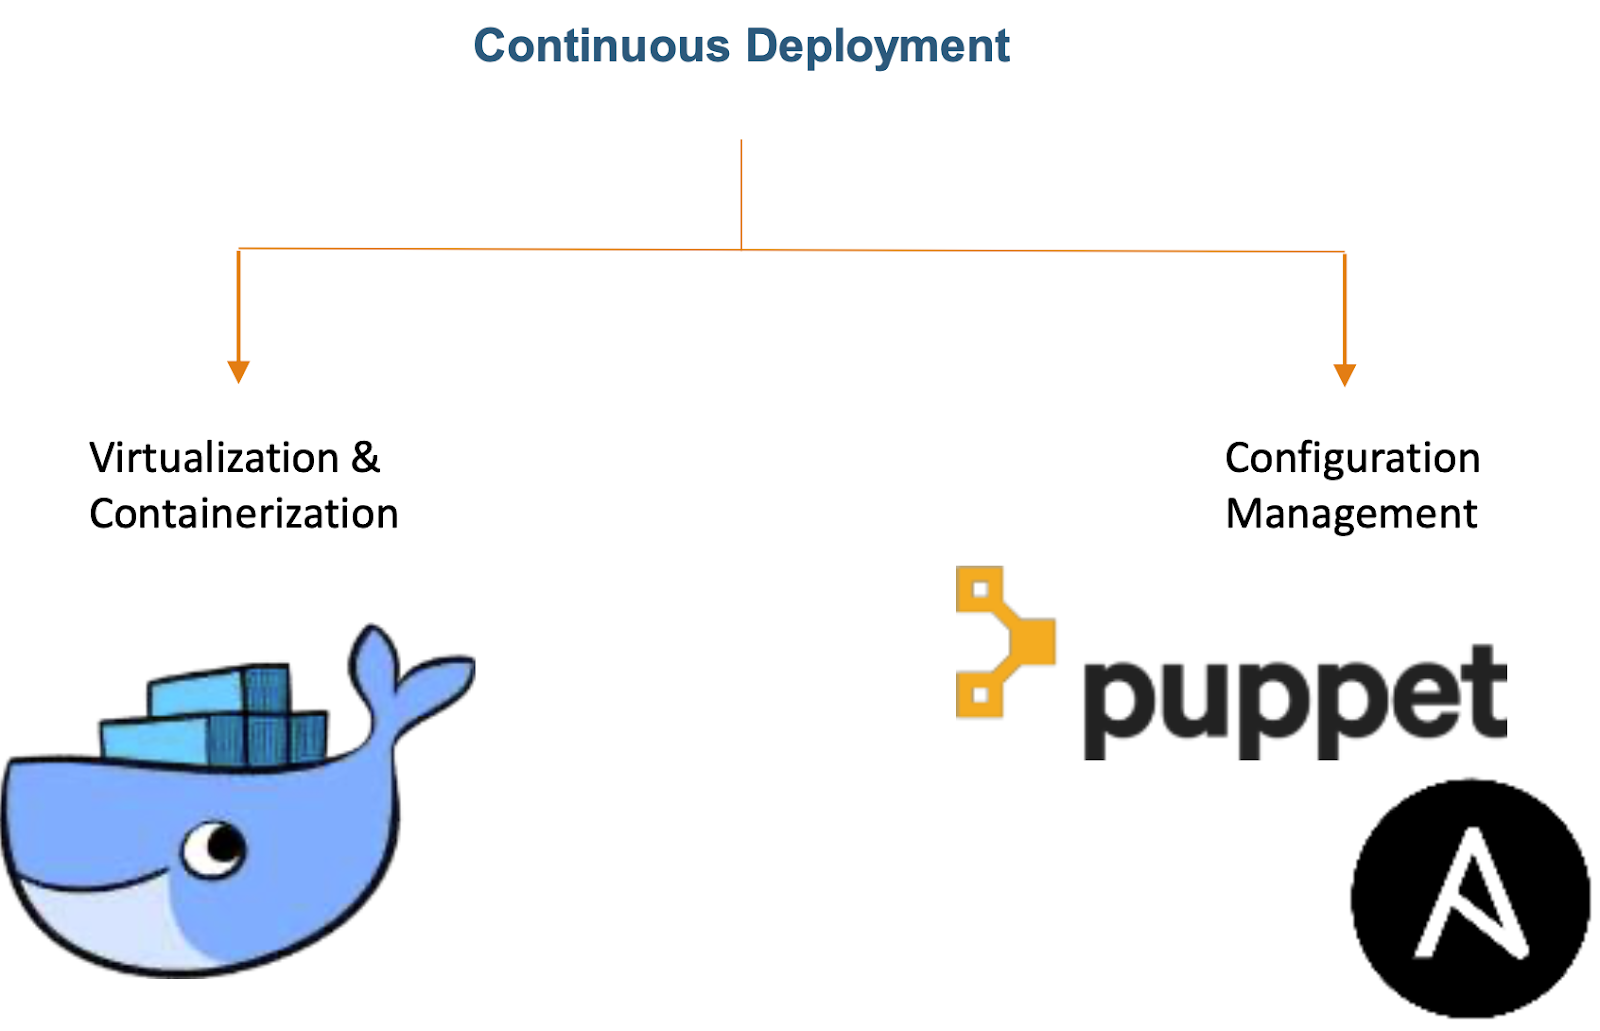 Continuous Deployment
Virtualization &
Containerization
Configuration
Management
puppet